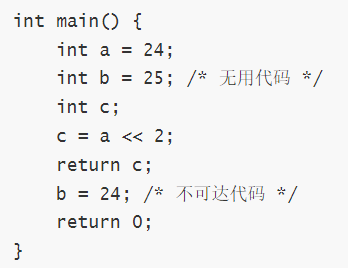 int main() {
    int a = 24;
    int b = 25; /* 无用代码 */
    int c;
    c = a << 2;
    return c;
    b = 24; /* 不可达代码 */
    return 0;
}